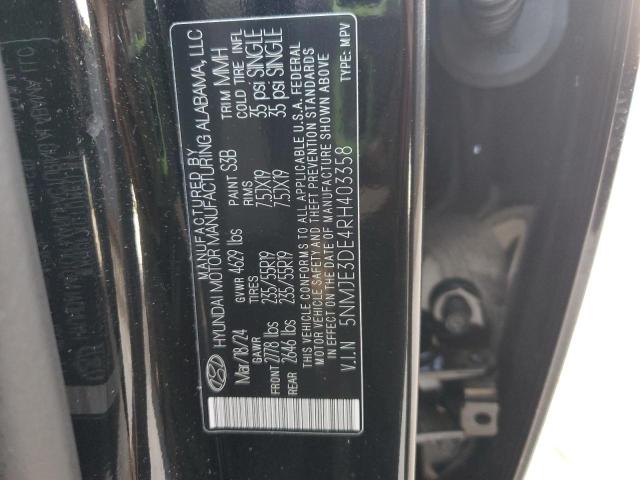 MANUFACTURED BY
HYUNDAI MOTOR MANUFACTURING ALABAMA, LLC
Mar/18/24 GVWR 4629 lbs PAINT S3B TRIM MMH
GAWR TIRES RIMS COLD TIRE INFL
FRONT 2778 lbs 235/55R19 7.5JX19 35 psi SINGLE
REAR 2646 lbs 235/55R19 7.5JX19 35 psi SINGLE
THIS VEHICLE CONFORMS TO ALL APPLICABLE U.S.A. FEDERAL
MOTOR VEHICLE SAFETY AND THEFT PREVENTION STANDARDS
IN EFFECT ON THE DATE OF MANUFACTURE SHOWN ABOVE
V.I.N 5NMJE3DE4RH403358 TYPE: MPV